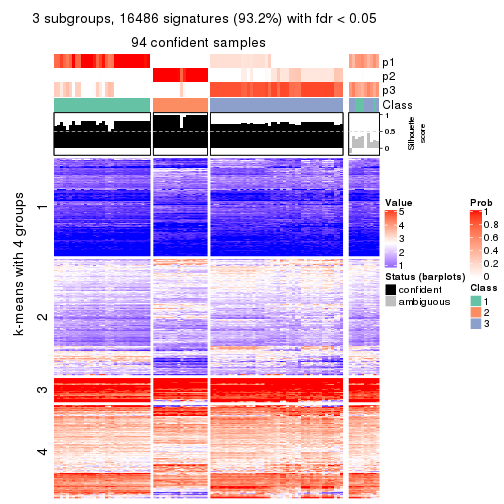 3 subgroups, 16486 signatures (93.2%) with fdr < 0.05
94 confident samples
p1
p2
p3
Class
1
0.5
0
Silhouette
score
k-means with 4 groups
1
2
3
4
Value
5
4
3
2
1
Status (barplots)
confident
ambiguous
Prob
1
0.8
0.6
0.4
0.2
0
Class
1
2
3